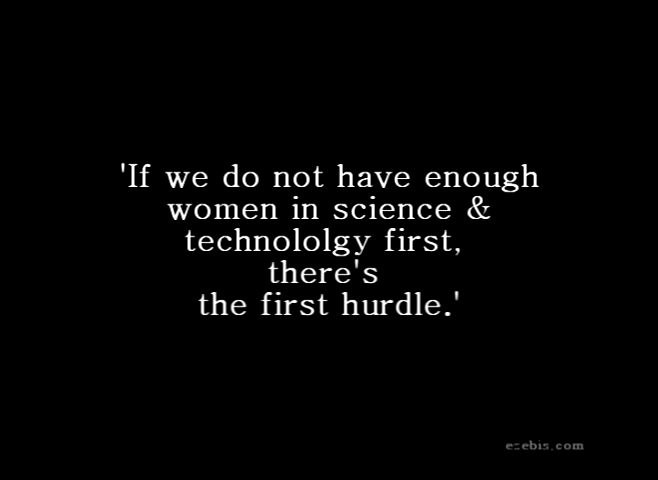 'If we do not have enough
women in science &
technololgy first,
there's
the first hurdle.'
ezebis.com